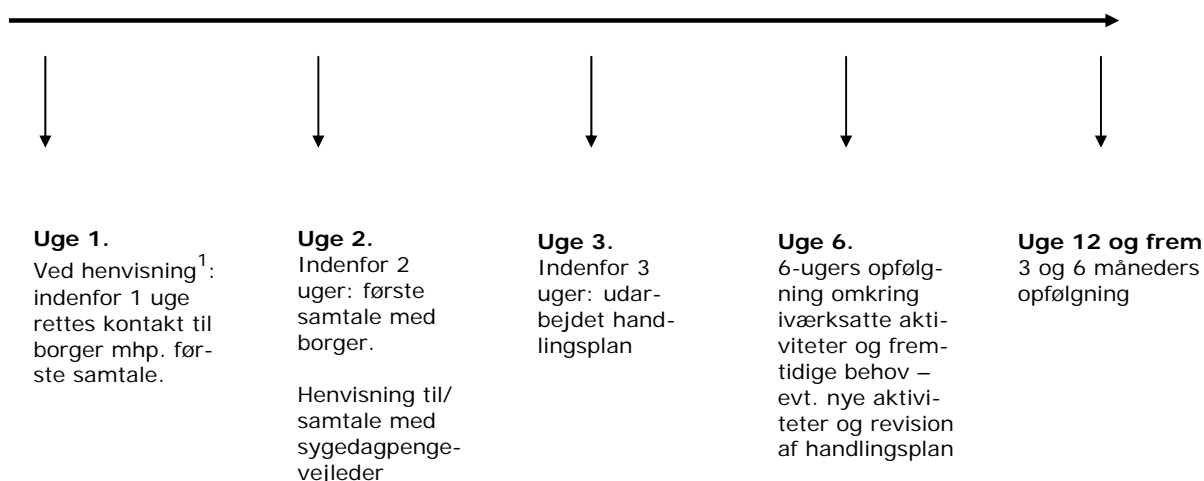 Uge 1.
Ved henvisning¹:
indenfor 1 uge
rettes kontakt til
borger mhp. før-
ste samtale.
Uge 2.
Indenfor 2
uger: første
samtale med
borger.
Henvisning til/
samtale med
sygedagpenge-
vejleder
Uge 3.
Indenfor 3
uger: udar-
bejdet hand-
lingsplan
Uge 6.
6-ugers opfølg-
ning omkring
iværksatte akti-
viteter og frem-
tidige behov –
evt. nye aktivi-
teter og revision
af handlingsplan
Uge 12 og frem
3 og 6 måneders
opfølgning